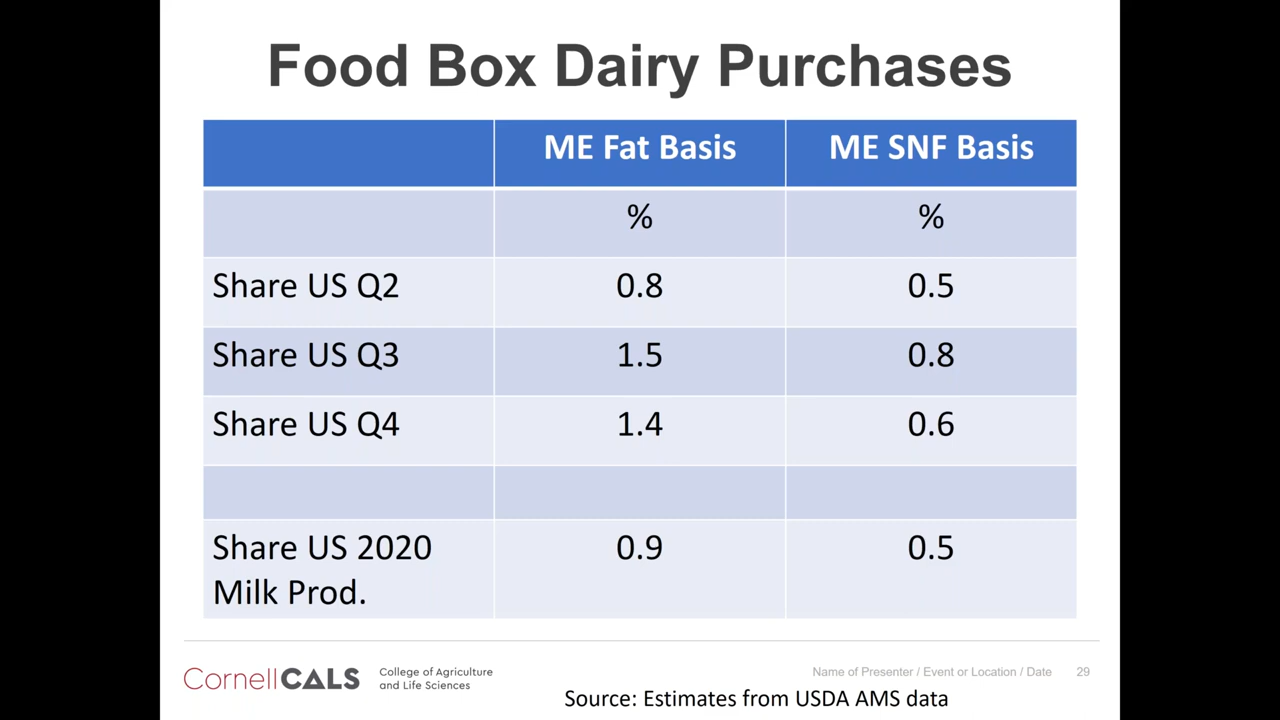 Food Box Dairy Purchases
ME Fat Basis ME SNF Basis
% %
Share US Q2 0.8 0.5
Share US Q3 1.5 0.8
Share US Q4 1.4 0.6
Share US 2020 0.9 0.5
Milk Prod.
CornellCALS College of Agriculture
and Life Sciences
Name of Presenter / Event or Location / Date 29
Source: Estimates from USDA AMS data